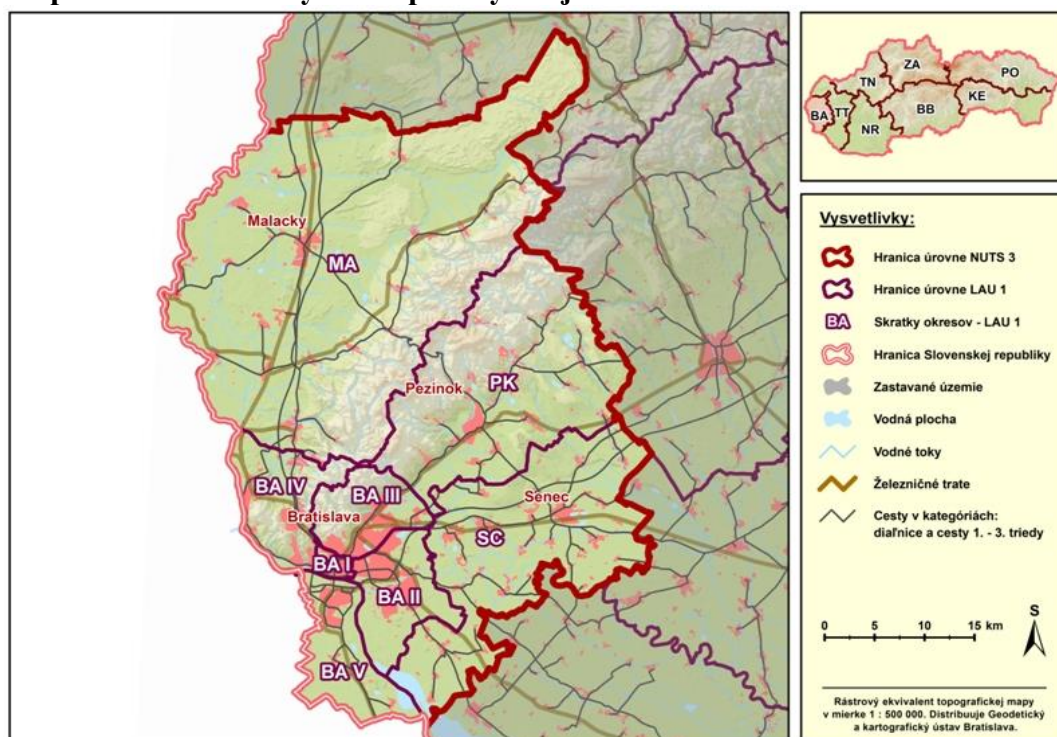 Malacky
MA
Pezinok
PK
BA IV
BA III
Bratislava
Senec
SC
BA I
BA II
BA V
ZA
PO
TN
KE
BA
TT
BB
NR
Vysvetlivky:
Hranica úrovne NUTS 3
Hranice úrovne LAU 1
BA
Skratky okresov - LAU 1
Hranica Slovenskej republiky
Zastavané územie
Vodná plocha
Vodné toky
Železničné trate
Cesty v kategóriách:
diaľnice a cesty 1. - 3. triedy
S
0 5 10 15 km
Rástrový ekvivalent topografickej mapy
v mierke 1 : 500 000. Distribuuje Geodetický
a kartografický ústav Bratislava.